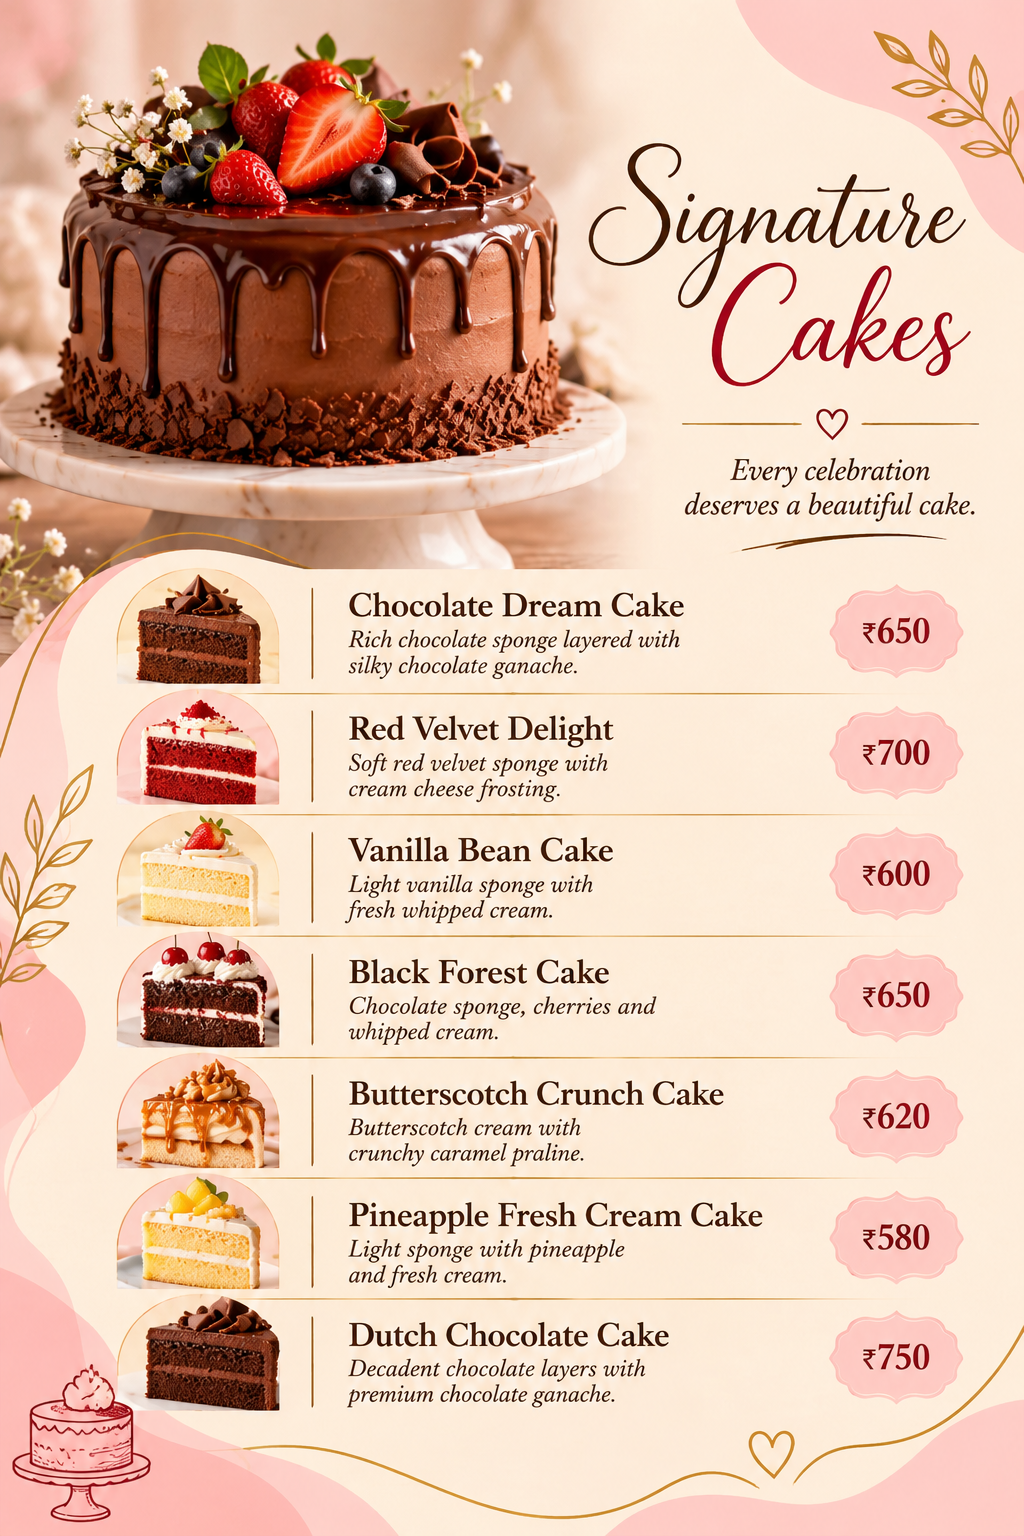 Signature
Cakes
Every celebration
deserves a beautiful cake.
Chocolate Dream Cake
Rich chocolate sponge layered with
silky chocolate ganache.
₹650
Red Velvet Delight
Soft red velvet sponge with
cream cheese frosting.
₹700
Vanilla Bean Cake
Light vanilla sponge with
fresh whipped cream.
₹600
Black Forest Cake
Chocolate sponge, cherries and
whipped cream.
₹650
Butterscotch Crunch Cake
Butterscotch cream with
crunchy caramel praline.
₹620
Pineapple Fresh Cream Cake
Light sponge with pineapple
and fresh cream.
₹580
Dutch Chocolate Cake
Decadent chocolate layers with
premium chocolate ganache.
₹750